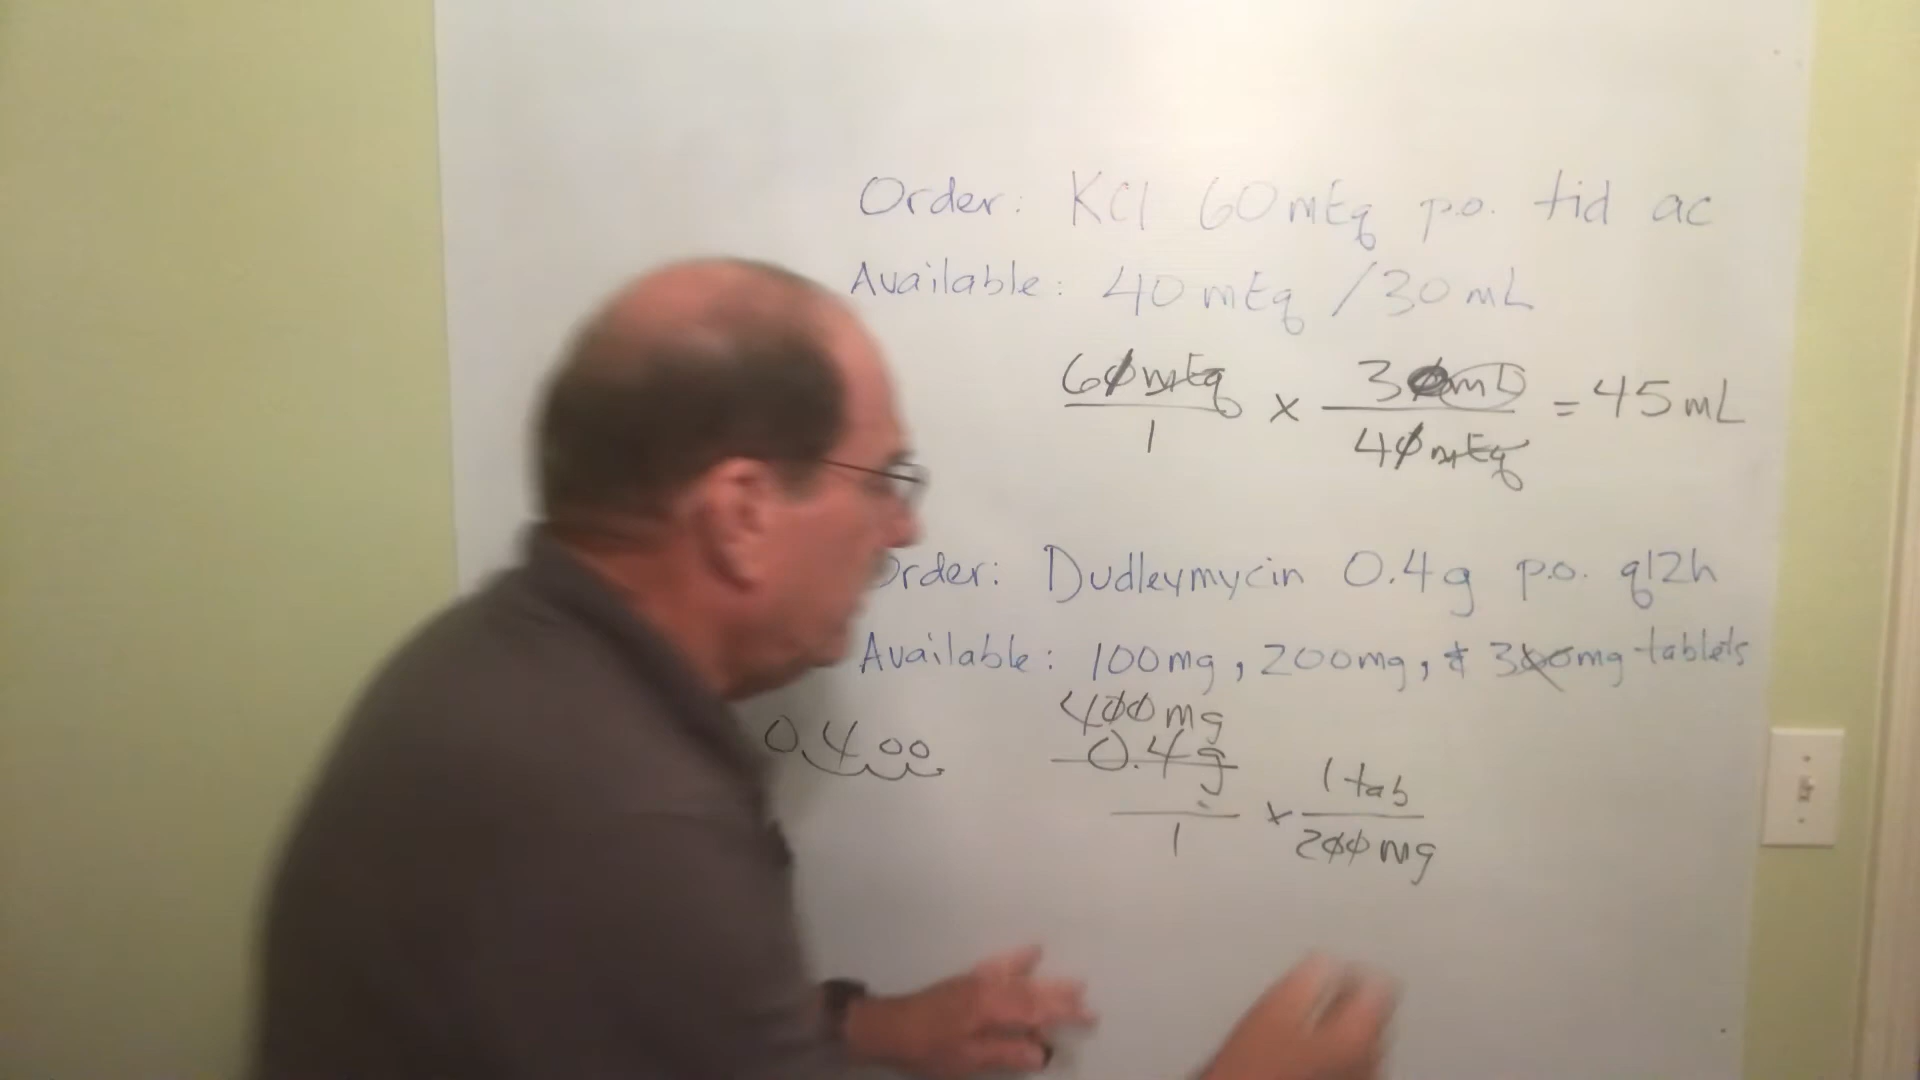 Order: KCl 60mEq p.o. tid ac
Available: 40mEq/30mL
60mEq/1 x 30mL/40mEq = 45mL
Order: Dudleymycin 0.4g p.o. q12h
Available: 100mg, 200mg, & 300mg tablets
400mg
0.400
0.4g/1 x 1 tab/200mg